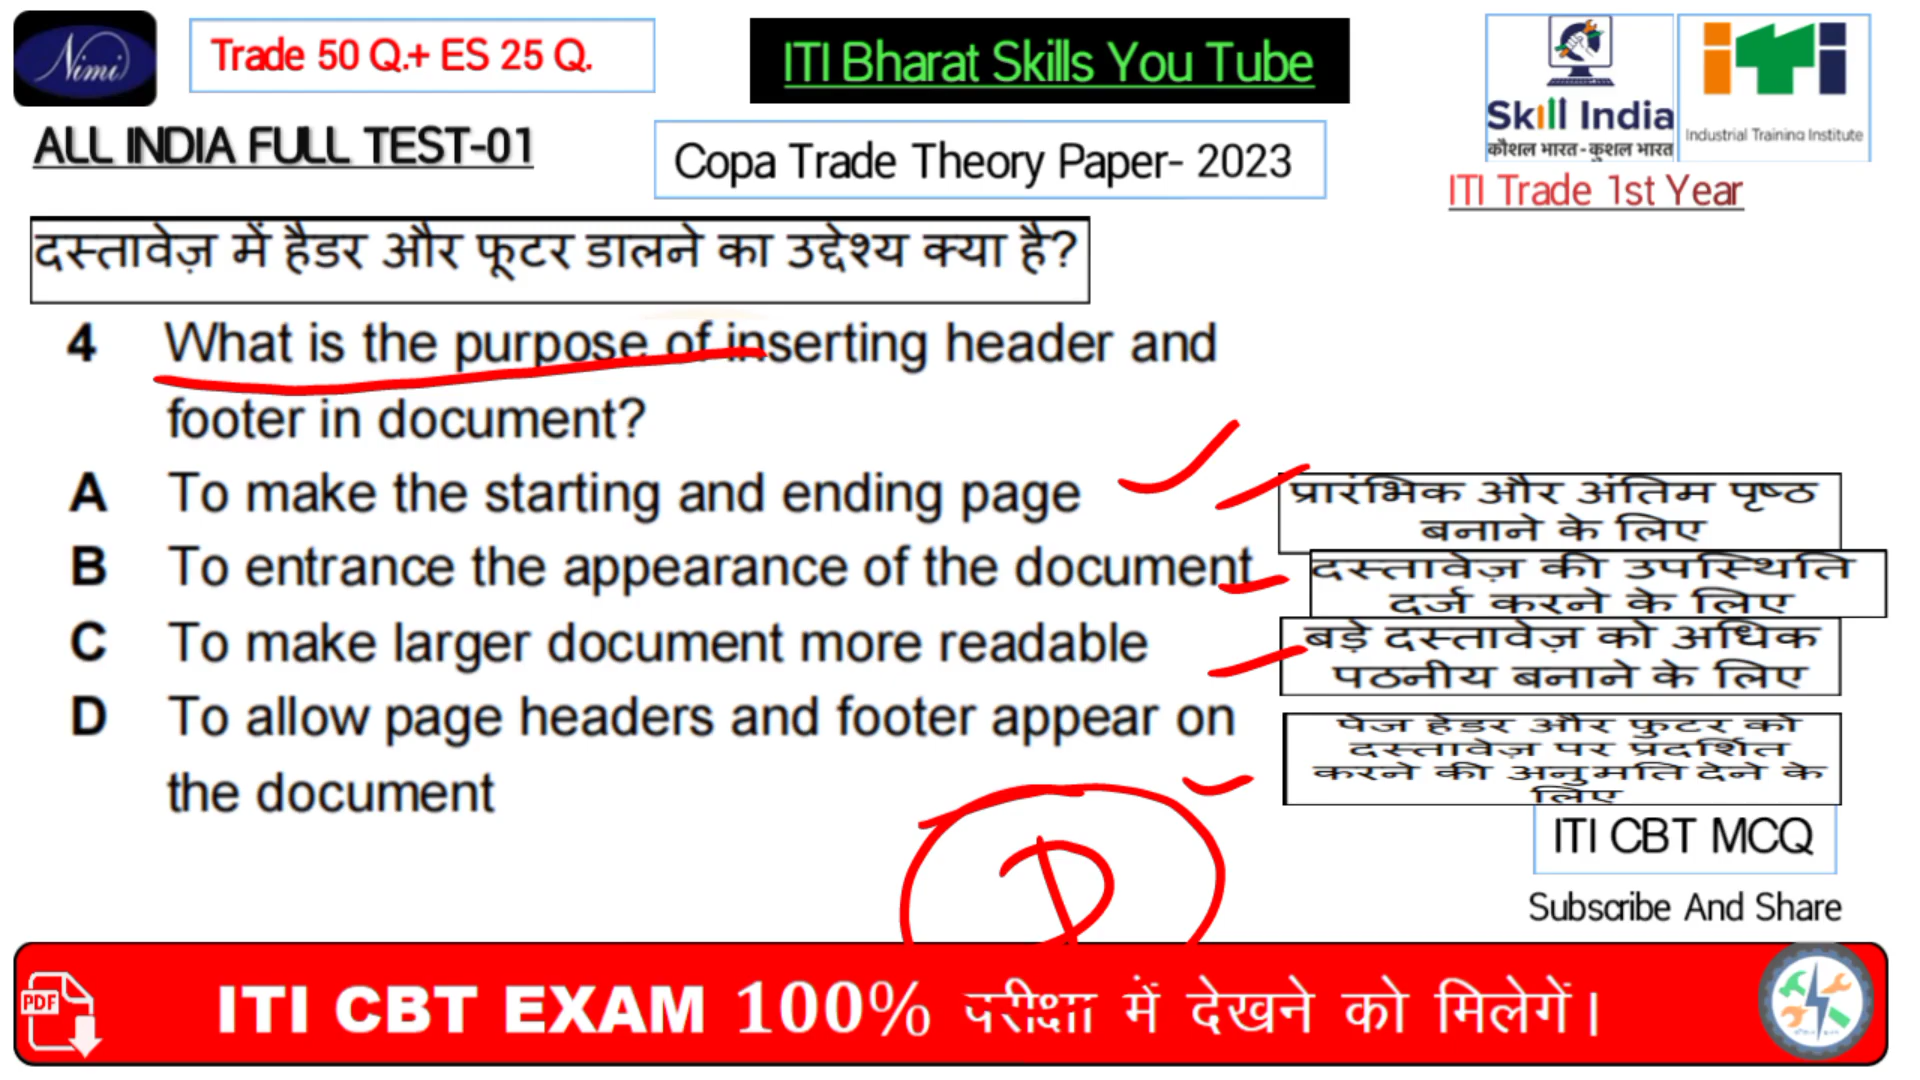 Nimi
Trade 50 Q.+ ES 25 Q.
ITI Bharat Skills You Tube
Skill India
कौशल भारत - कुशल भारत
iTi
Industrial Training Institute
ALL INDIA FULL TEST-01
Copa Trade Theory Paper- 2023
ITI Trade 1st Year
दस्तावेज़ में हैडर और फूटर डालने का उद्देश्य क्या है?
4 What is the purpose of inserting header and
footer in document?
A To make the starting and ending page
प्रारंभिक और अंतिम पृष्ठ
बनाने के लिए
B To entrance the appearance of the document
दस्तावेज़ की उपस्थिति
दर्ज करने के लिए
C To make larger document more readable
बड़े दस्तावेज़ को अधिक
पठनीय बनाने के लिए
D To allow page headers and footer appear on
the document
पेज हेडर और फुटर को
दस्तावेज़ पर प्रदर्शित
करने की अनुमति देने के
लिए
D
ITI CBT MCQ
Subscribe And Share
PDF
ITI CBT EXAM 100% परीक्षा में देखने को मिलेगें।